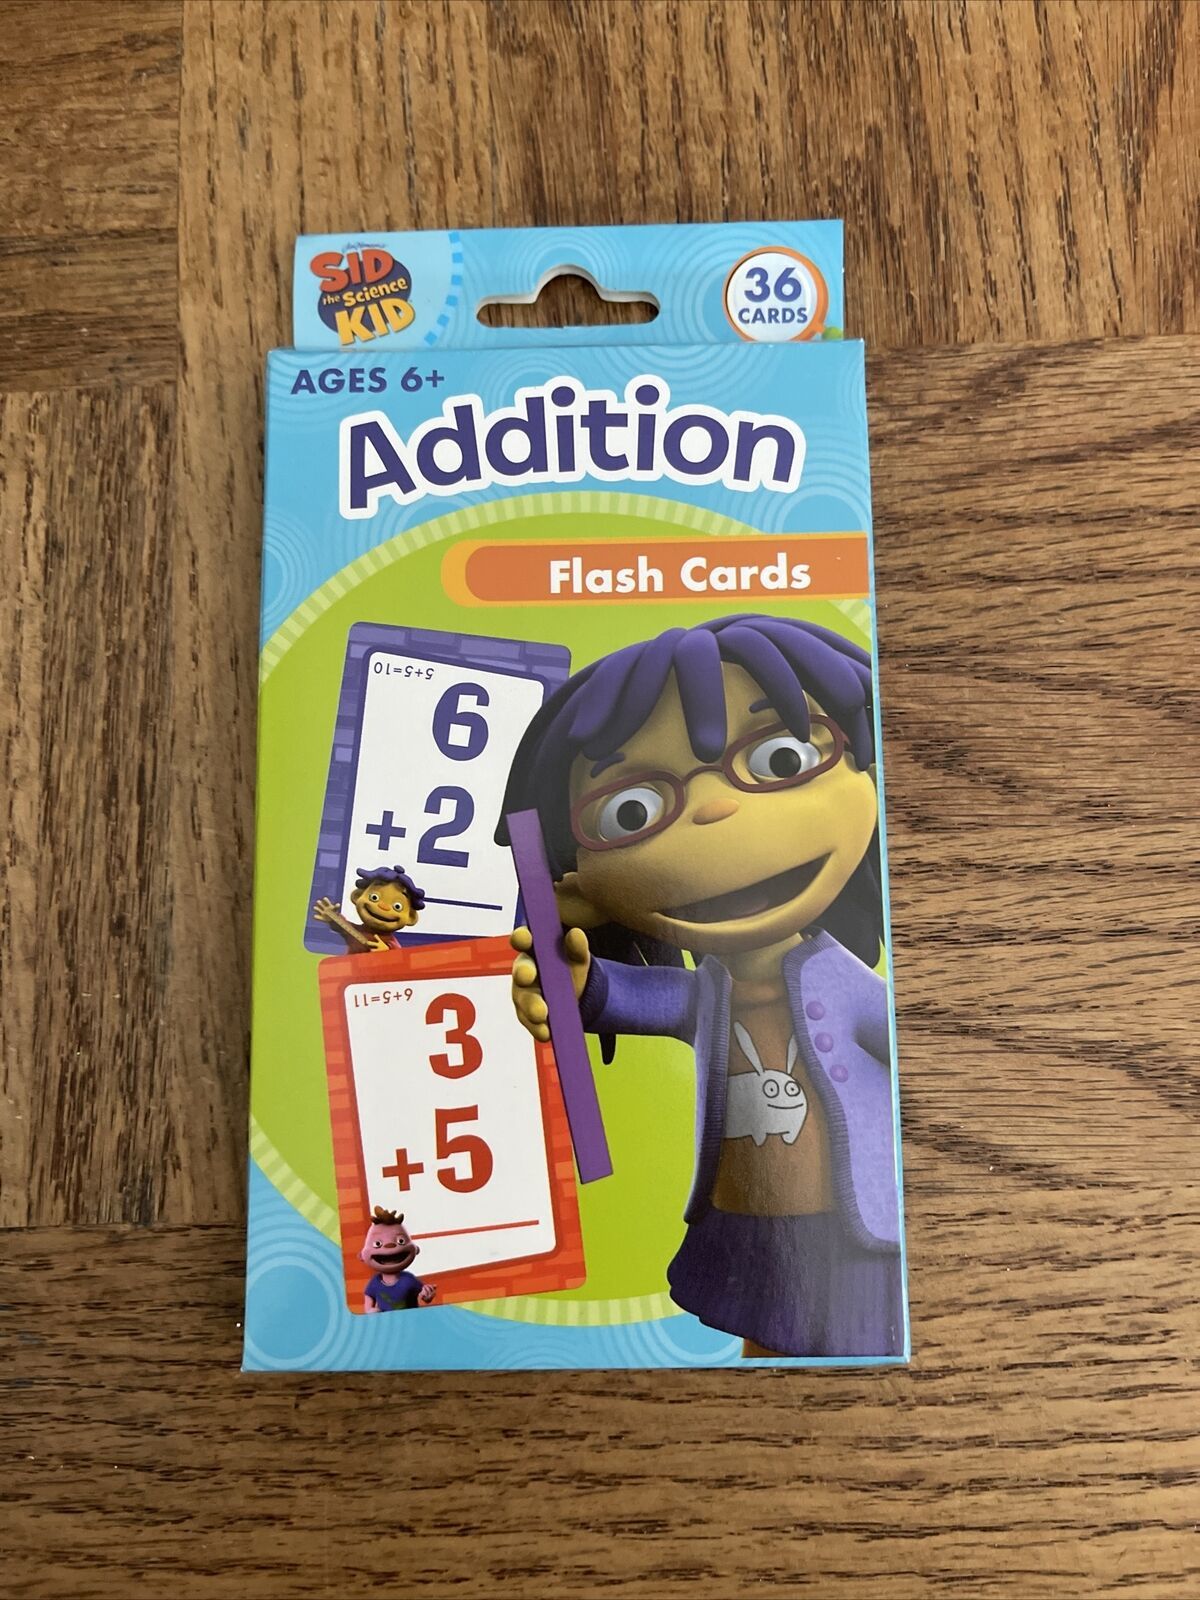 SID
the Science
KID
36
CARDS
AGES 6+
Addition
Flash Cards
5+5=10
6
+2
6+5=11
3
+5